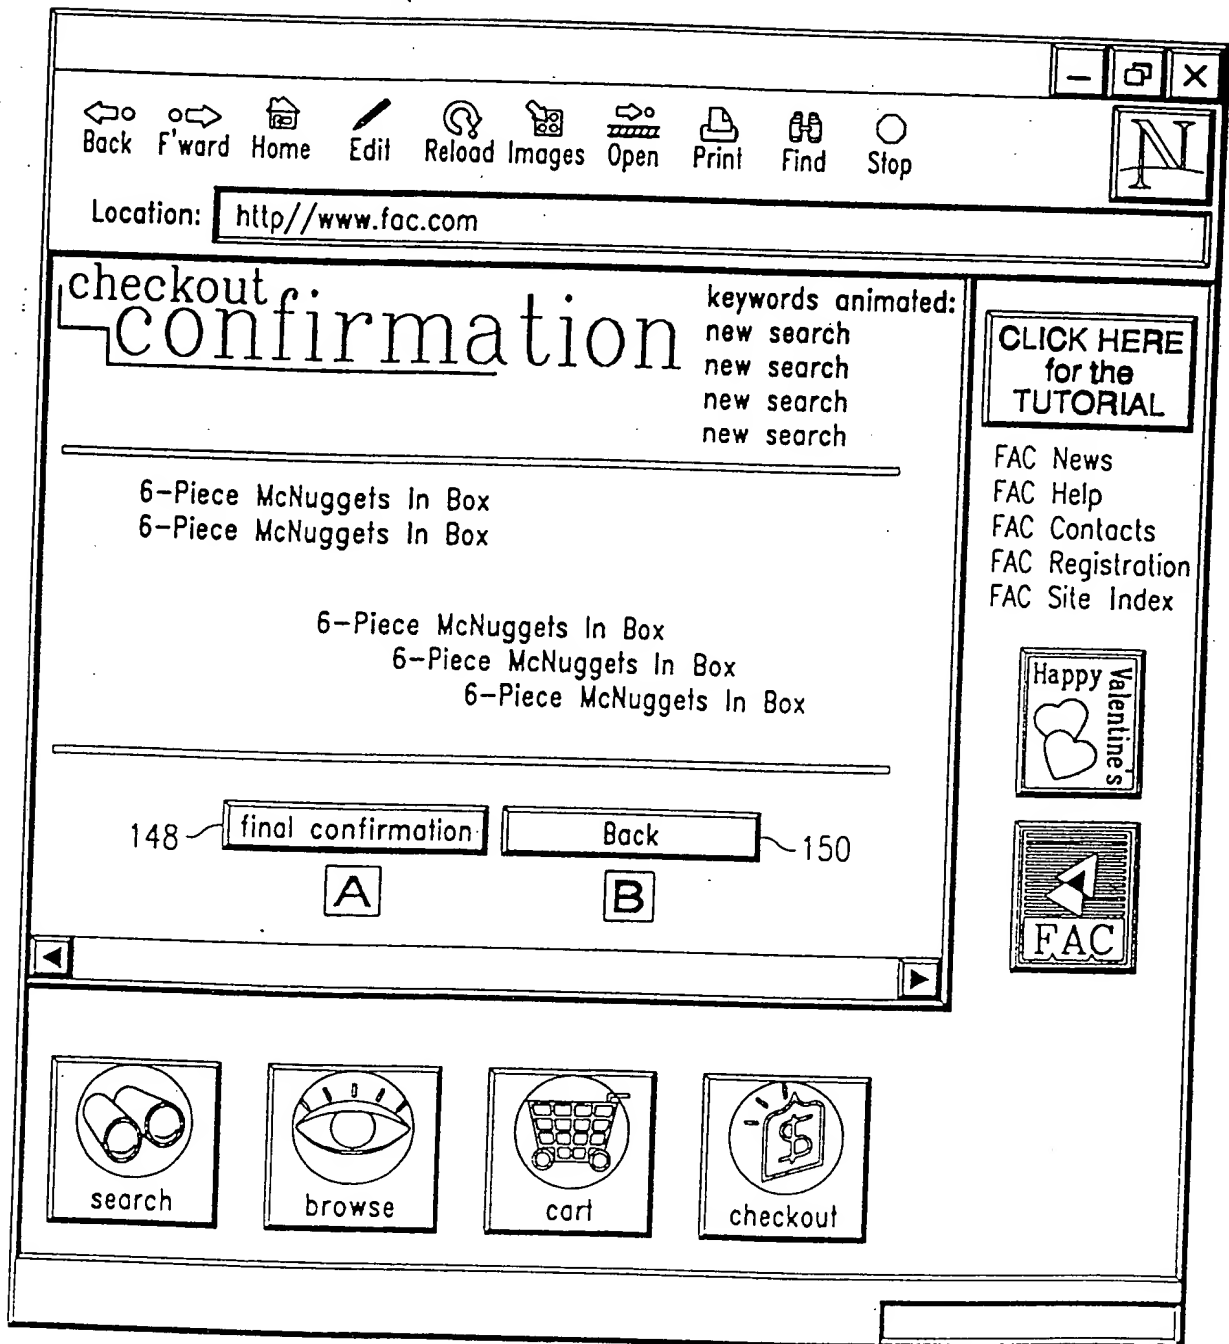 Back F'ward Home Edit Reload Images Open Print Find Stop
N
Location: http//www.fac.com
checkout
confirmation
keywords animated:
new search
new search
new search
new search
CLICK HERE
for the
TUTORIAL
FAC News
FAC Help
FAC Contacts
FAC Registration
FAC Site Index
6-Piece McNuggets In Box
6-Piece McNuggets In Box
6-Piece McNuggets In Box
6-Piece McNuggets In Box
6-Piece McNuggets In Box
Happy Valentine's
148 final confirmation Back 150
A B
FAC
$
search browse cart checkout